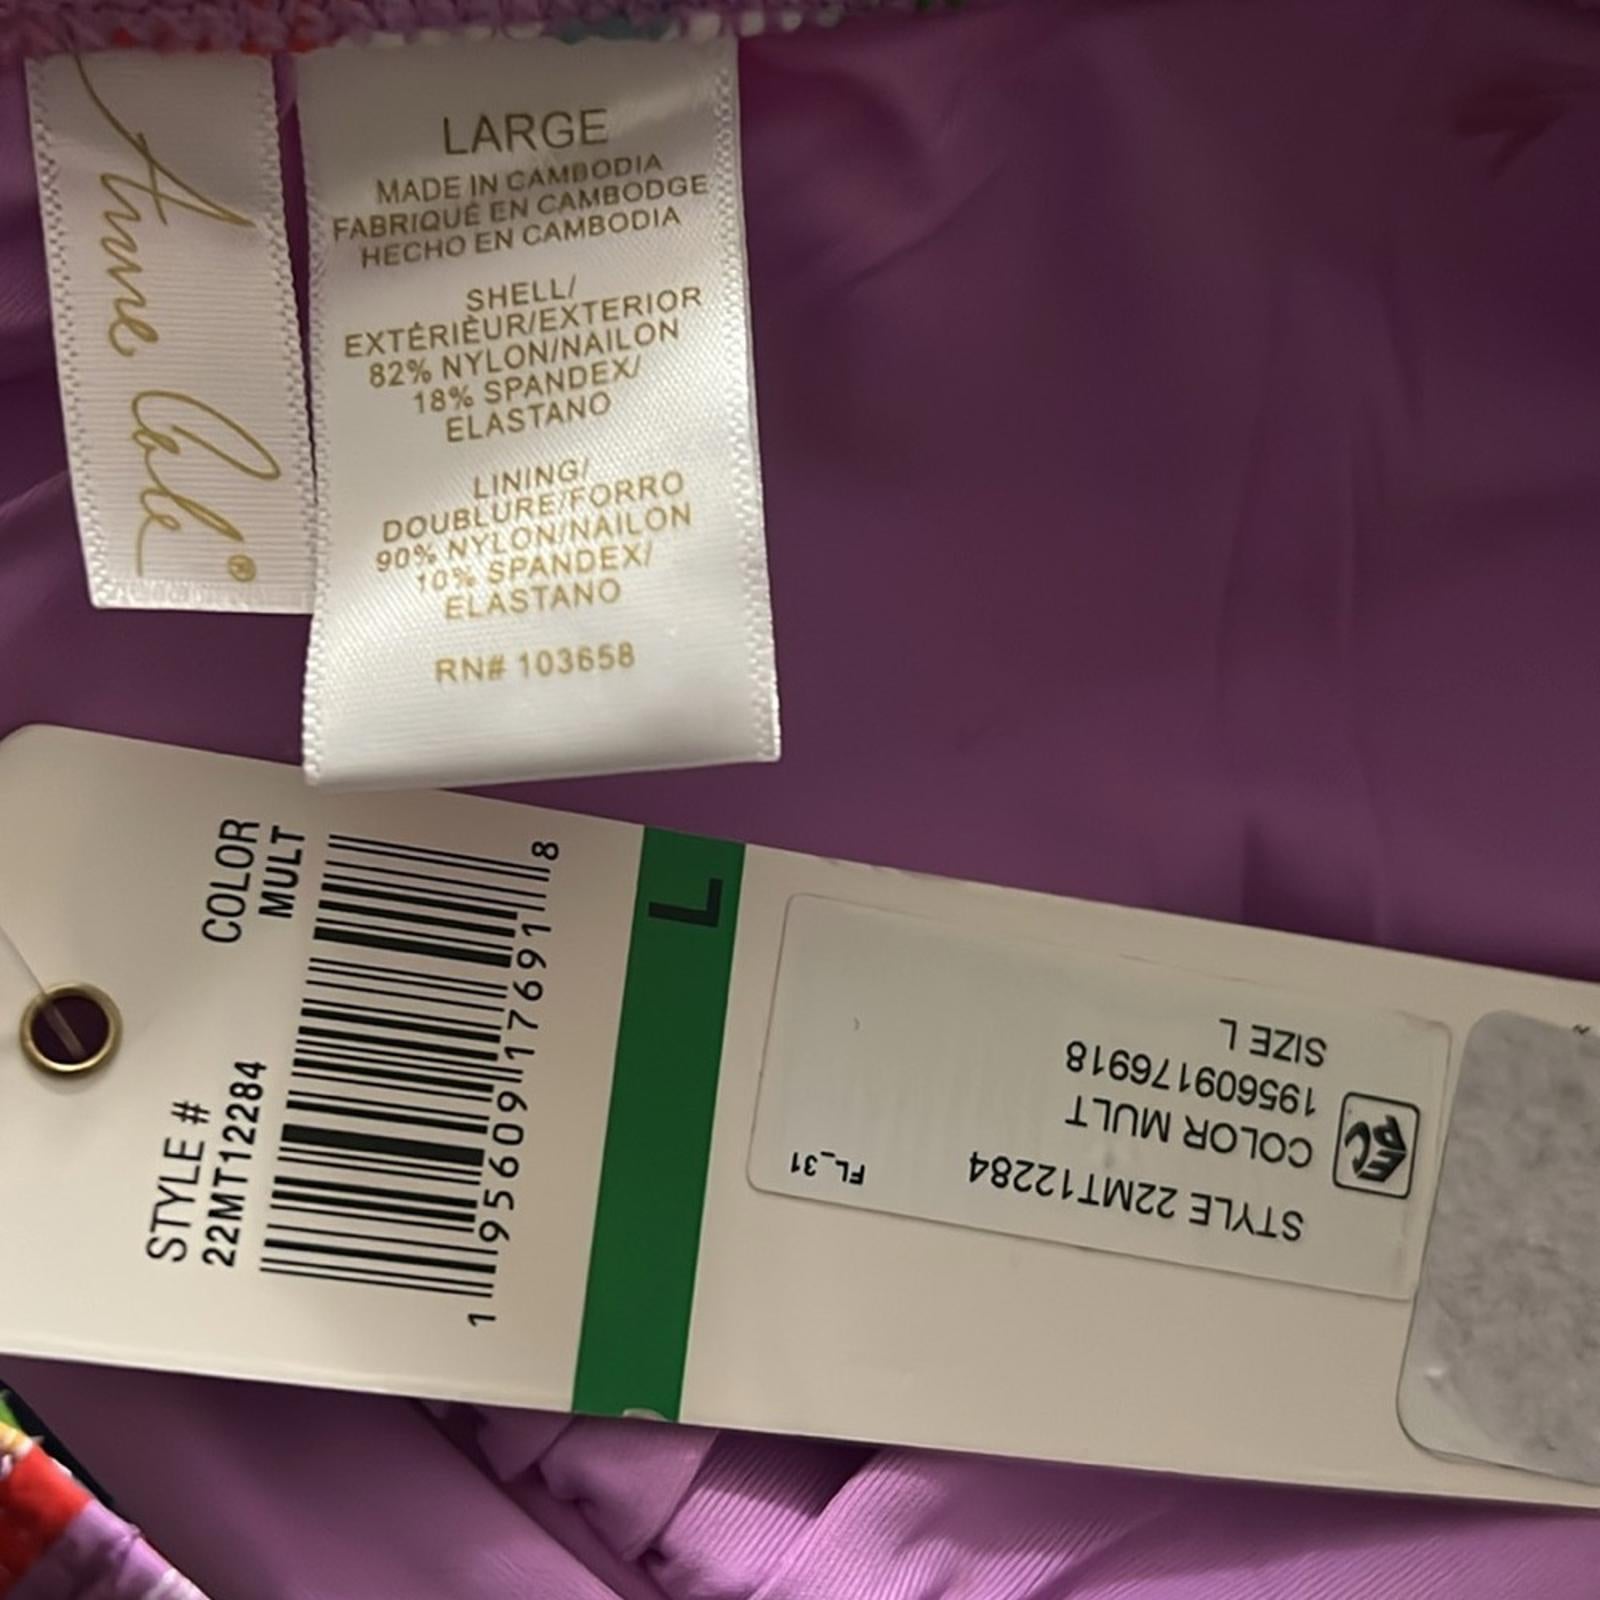 Anne Cole®
LARGE
MADE IN CAMBODIA
FABRIQUÉ EN CAMBODGE
HECHO EN CAMBODIA
SHELL/
EXTÉRIÈUR/EXTERIOR
82% NYLON/NAILON
18% SPANDEX/
ELASTANO
LINING/
DOUBLURE/FORRO
90% NYLON/NAILON
10% SPANDEX/
ELASTANO
RN# 103658
STYLE #
22MT12284
COLOR
MULT
1 95609 17691 8
L
STYLE 22MT12284
COLOR MULT
195609176918
SIZE L
FL_31
EPC